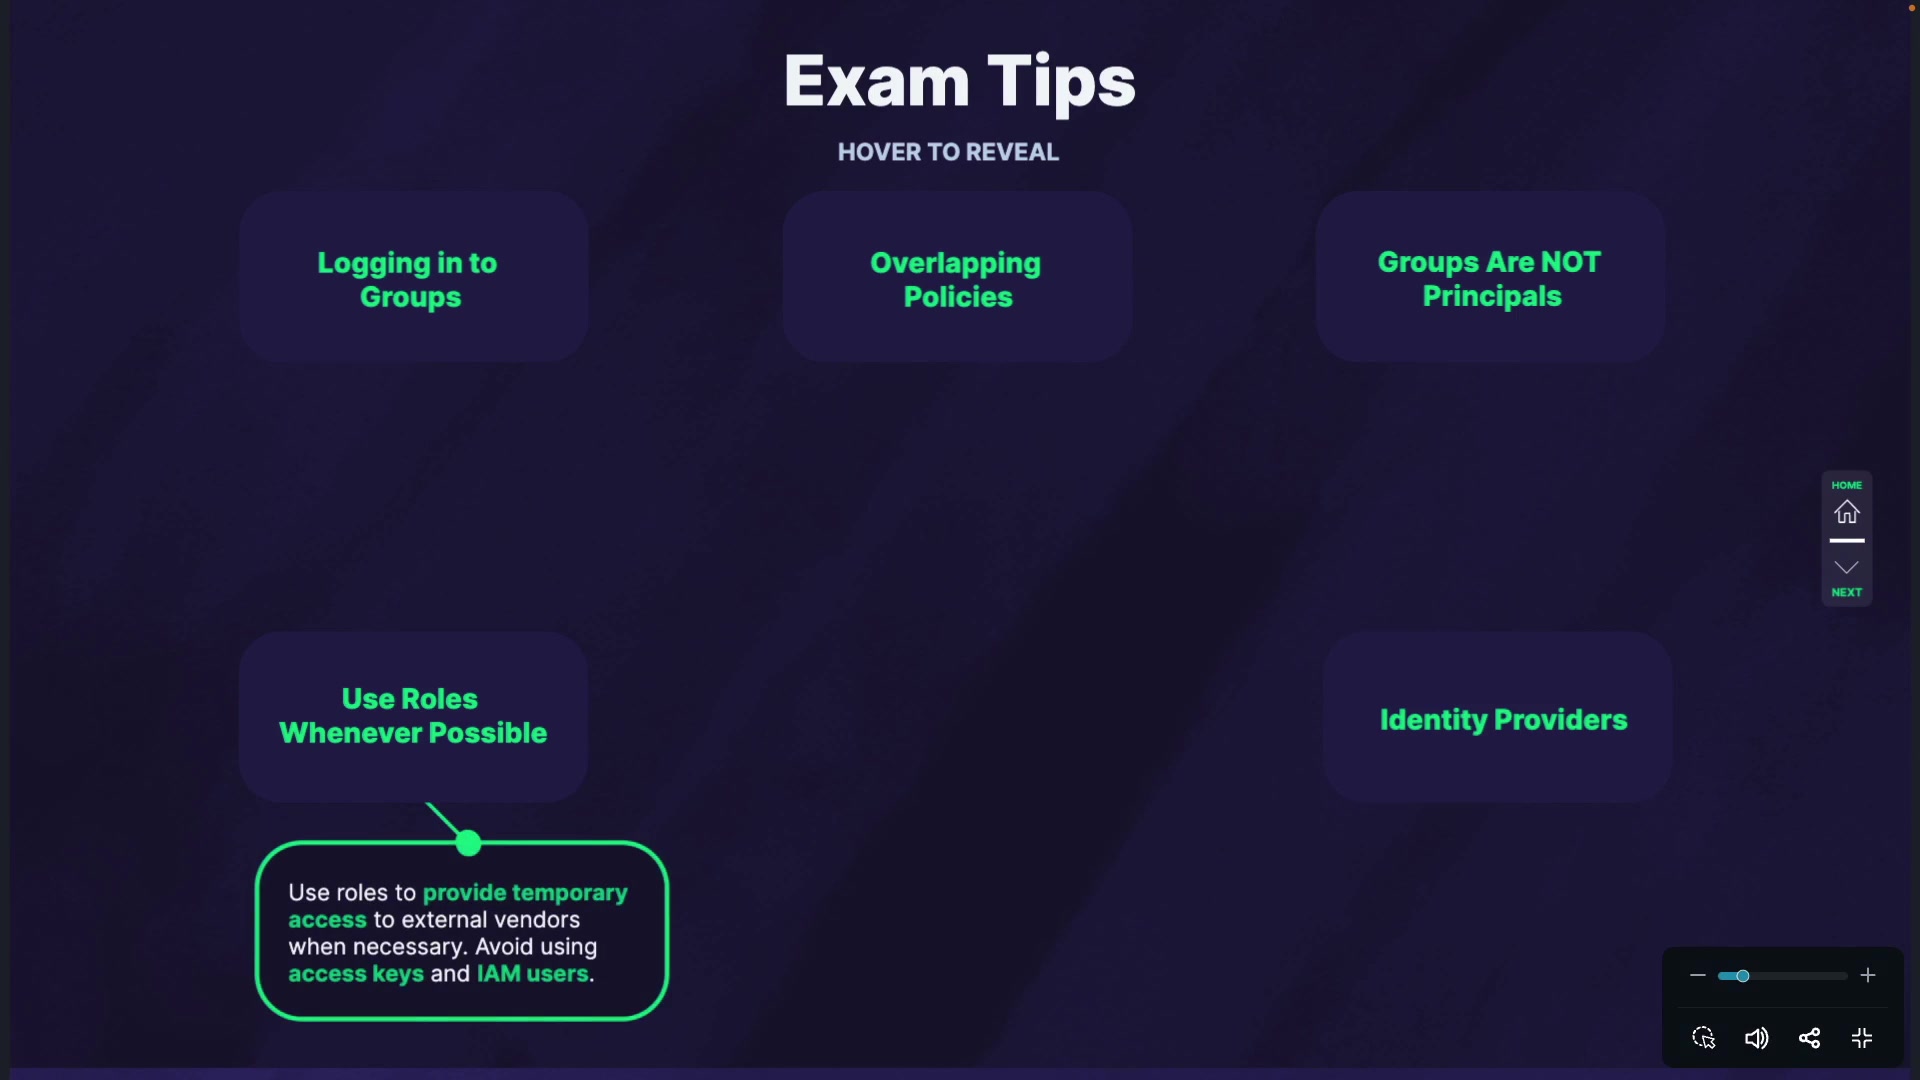 Exam Tips
HOVER TO REVEAL
Logging in to
Groups
Overlapping
Policies
Groups Are NOT
Principals
HOME
NEXT
Use Roles
Whenever Possible
Identity Providers
Use roles to provide temporary
access to external vendors
when necessary. Avoid using
access keys and IAM users.